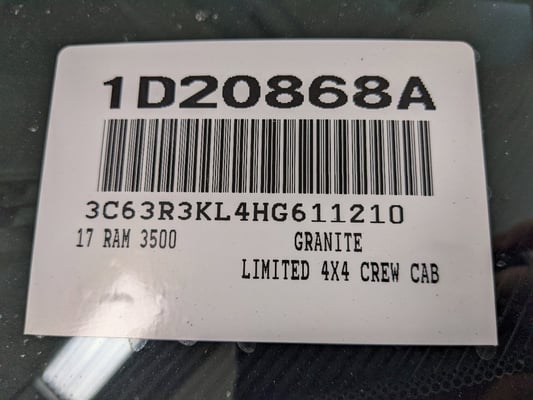 1D20868A
3C63R3KL4HG611210
17 RAM 3500 GRANITE
LIMITED 4X4 CREW CAB